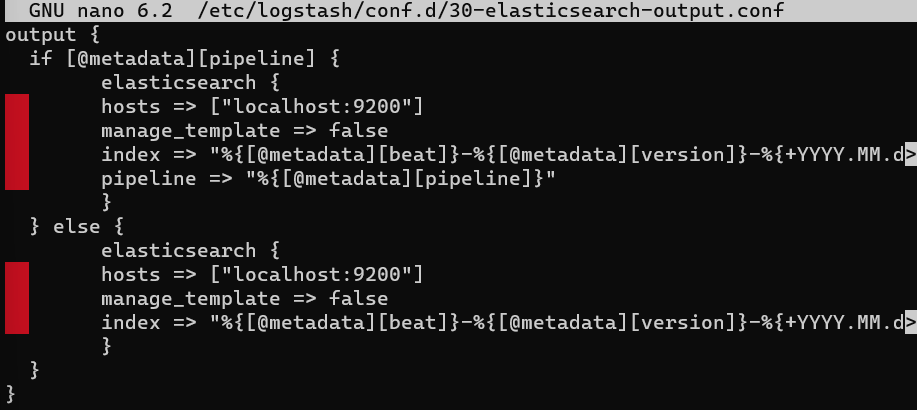 GNU nano 6.2  /etc/logstash/conf.d/30-elasticsearch-output.conf
output {
  if [@metadata][pipeline] {
        elasticsearch {
        hosts => ["localhost:9200"]
        manage_template => false
        index => "%{[@metadata][beat]}-%{[@metadata][version]}-%{+YYYY.MM.d>
        pipeline => "%{[@metadata][pipeline]}"
        }
  } else {
        elasticsearch {
        hosts => ["localhost:9200"]
        manage_template => false
        index => "%{[@metadata][beat]}-%{[@metadata][version]}-%{+YYYY.MM.d>
        }
  }
}